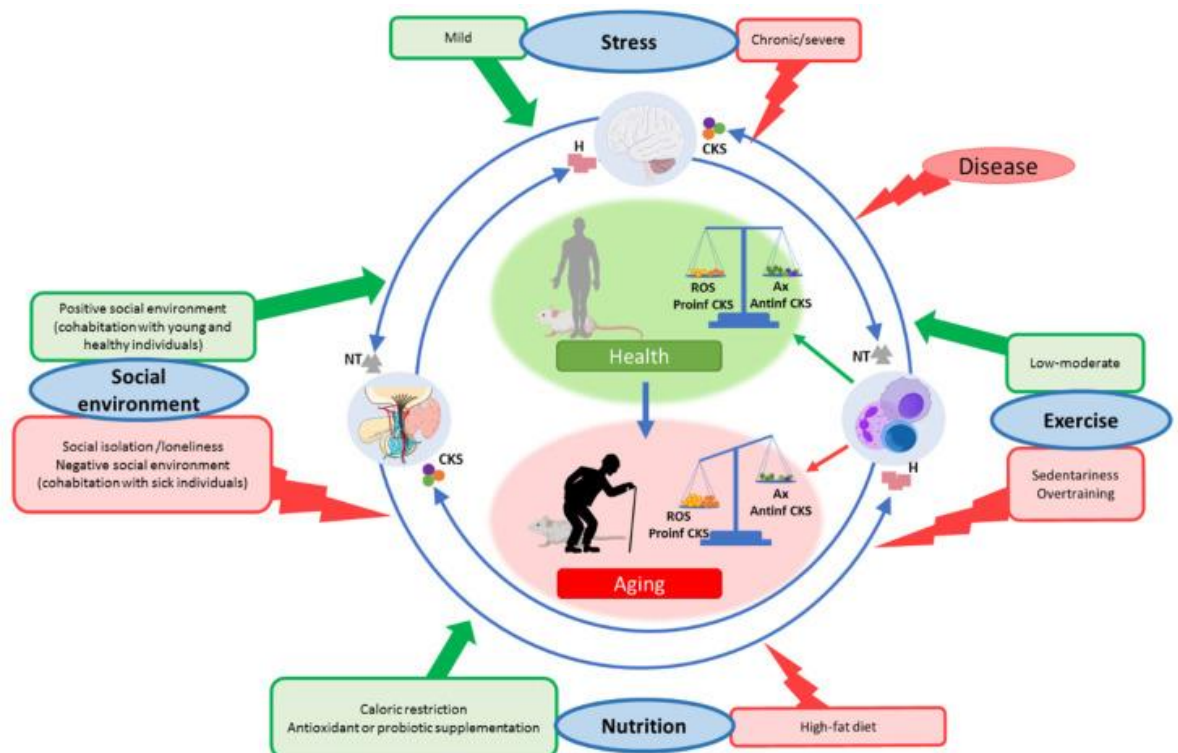 Mild
Stress
Chronic/severe
H
CKS
Disease
ROS
Proinf CKS
Ax
Antinf CKS
Positive social environment
(cohabitation with young and
healthy individuals)
Health
NT
NT
Low-moderate
Social
environment
Exercise
Social isolation /loneliness
Negative social environment
(cohabitation with sick individuals)
CKS
H
Sedentariness
Overtraining
ROS
Proinf CKS
Ax
Antinf CKS
Aging
Caloric restriction
Antioxidant or probiotic supplementation
Nutrition
High-fat diet